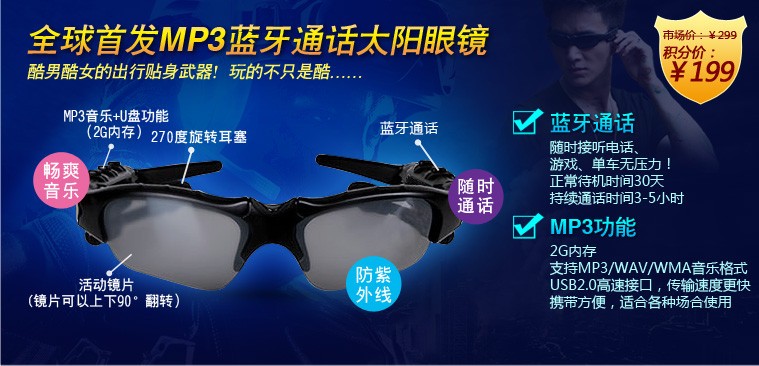 全球首发MP3蓝牙通话太阳眼镜
酷男酷女的出行贴身武器！玩的不只是酷……
市场价：￥299
积分价：
￥199
MP3音乐+U盘功能
(2G内存)
270度旋转耳塞
蓝牙通话
畅爽
音乐
随时
通话
活动镜片
(镜片可以上下90°翻转)
防紫
外线
蓝牙通话
随时接听电话、
游戏、单车无压力！
正常待机时间30天
持续通话时间3-5小时
MP3功能
2G内存
支持MP3/WAV/WMA音乐格式
USB2.0高速接口，传输速度更快
携带方便，适合各种场合使用